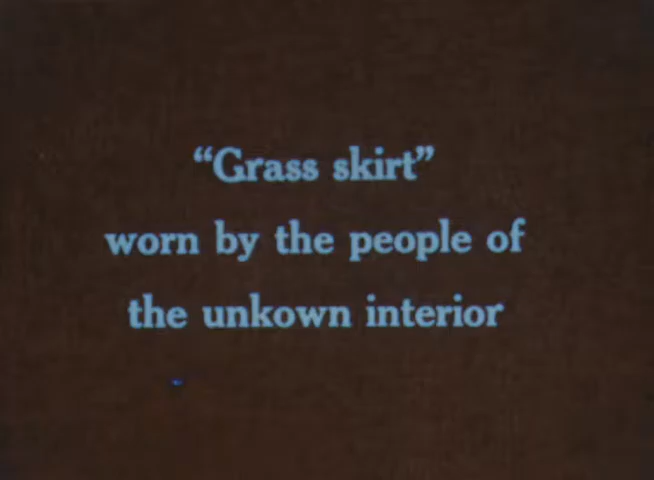 “Grass skirt”
worn by the people of
the unkown interior